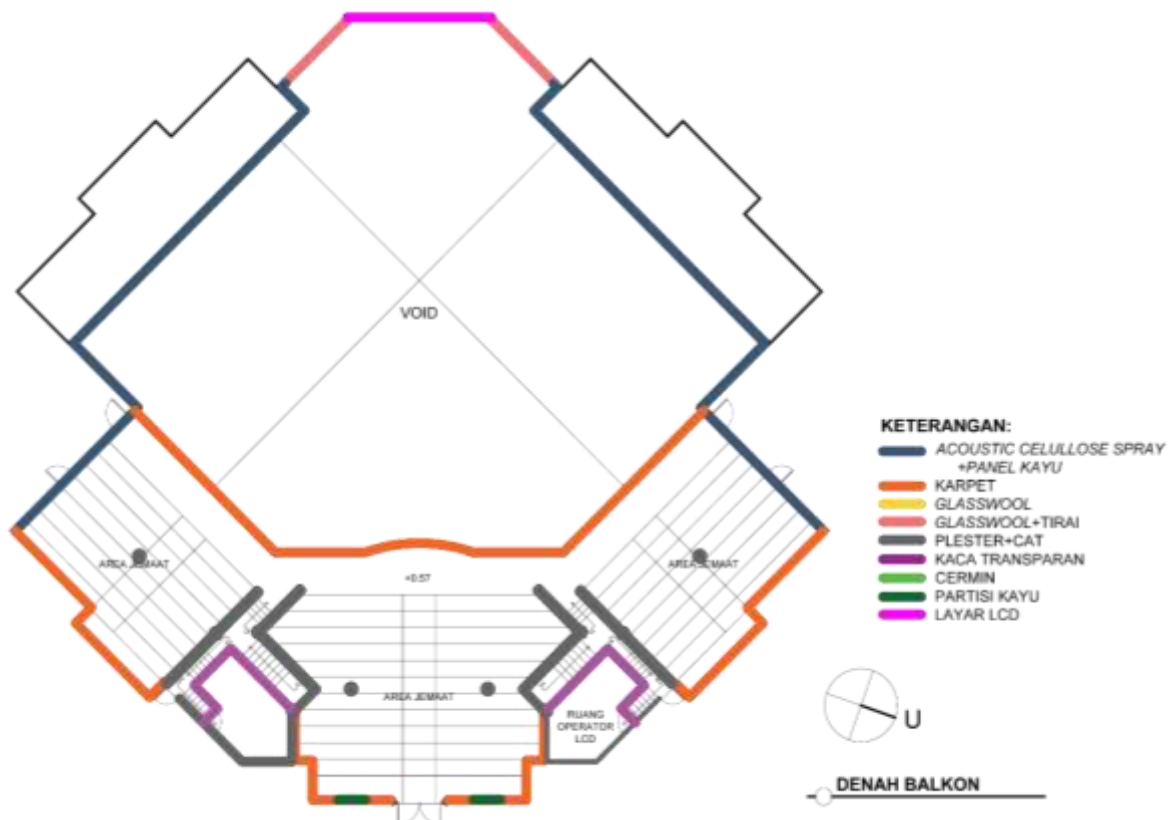 VOID
KETERANGAN:
ACOUSTIC CELULLOSE SPRAY
+PANEL KAYU
KARPET
GLASSWOOL
GLASSWOOL+TIRAI
PLESTER+CAT
KACA TRANSPARAN
CERMIN
PARTISI KAYU
LAYAR LCD
AREA JEMAAT
AREA JEMAAT
+0.57
AREA JEMAAT
RUANG
OPERATOR
LCD
U
DENAH BALKON